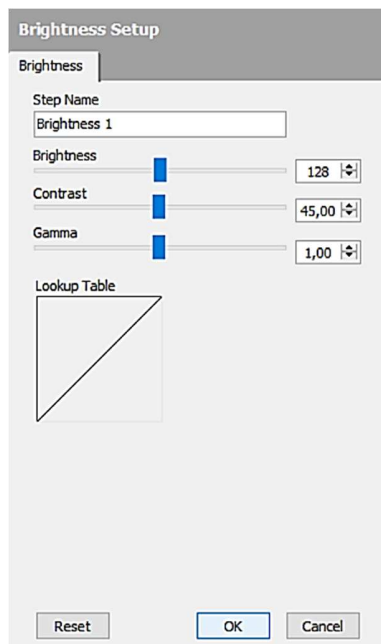 Brightness Setup
Brightness
Step Name
Brightness 1
Brightness
128
Contrast
45,00
Gamma
1,00
Lookup Table
Reset OK Cancel